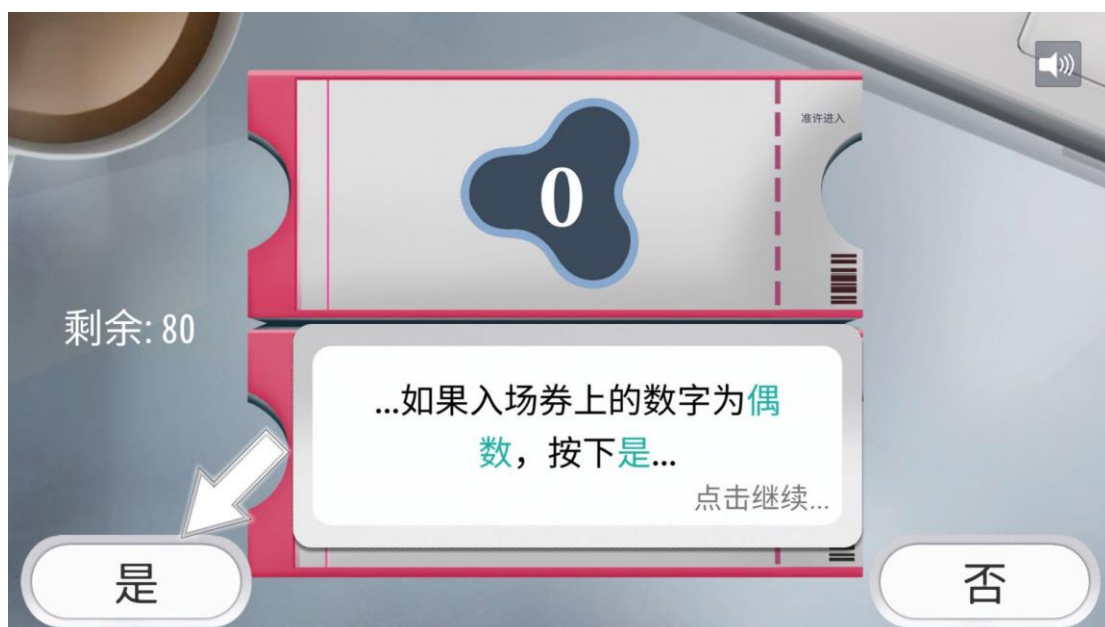 准许进入
0
剩余: 80
...如果入场券上的数字为偶
数，按下是...
点击继续...
是
否